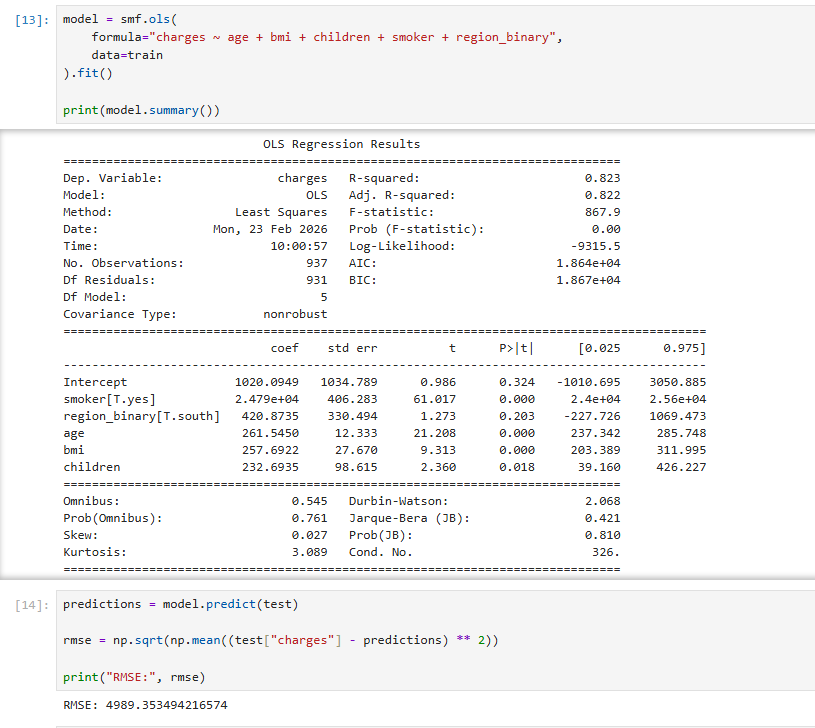 [13]: model = smf.ols(
formula="charges ~ age + bmi + children + smoker + region_binary",
data=train
).fit()
print(model.summary())
OLS Regression Results
==============================================================================
Dep. Variable: charges R-squared: 0.823
Model: OLS Adj. R-squared: 0.822
Method: Least Squares F-statistic: 867.9
Date: Mon, 23 Feb 2026 Prob (F-statistic): 0.00
Time: 10:00:57 Log-Likelihood: -9315.5
No. Observations: 937 AIC: 1.864e+04
Df Residuals: 931 BIC: 1.867e+04
Df Model: 5
Covariance Type: nonrobust
==========================================================================================
coef std err t P>|t| [0.025 0.975]
------------------------------------------------------------------------------------------
Intercept 1020.0949 1034.789 0.986 0.324 -1010.695 3050.885
smoker[T.yes] 2.479e+04 406.283 61.017 0.000 2.4e+04 2.56e+04
region_binary[T.south] 420.8735 330.494 1.273 0.203 -227.726 1069.473
age 261.5450 12.333 21.208 0.000 237.342 285.748
bmi 257.6922 27.670 9.313 0.000 203.389 311.995
children 232.6935 98.615 2.360 0.018 39.160 426.227
==============================================================================
Omnibus: 0.545 Durbin-Watson: 2.068
Prob(Omnibus): 0.761 Jarque-Bera (JB): 0.421
Skew: 0.027 Prob(JB): 0.810
Kurtosis: 3.089 Cond. No. 326.
==============================================================================
[14]: predictions = model.predict(test)
rmse = np.sqrt(np.mean((test["charges"] - predictions) ** 2))
print("RMSE:", rmse)
RMSE: 4989.353494216574